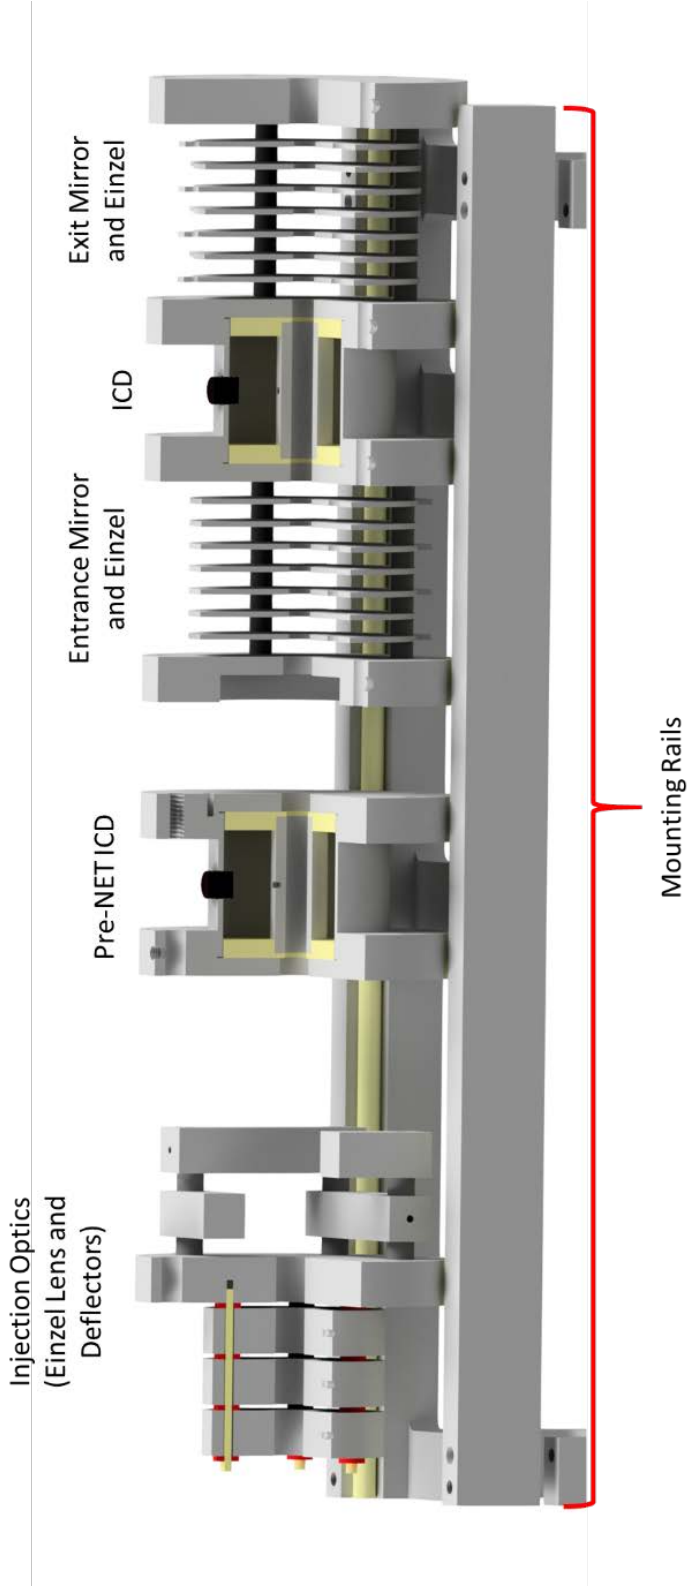 Injection Optics
(Einzel Lens and
Deflectors)
Pre-NET ICD
Entrance Mirror
and Einzel
ICD
Exit Mirror
and Einzel
Mounting Rails